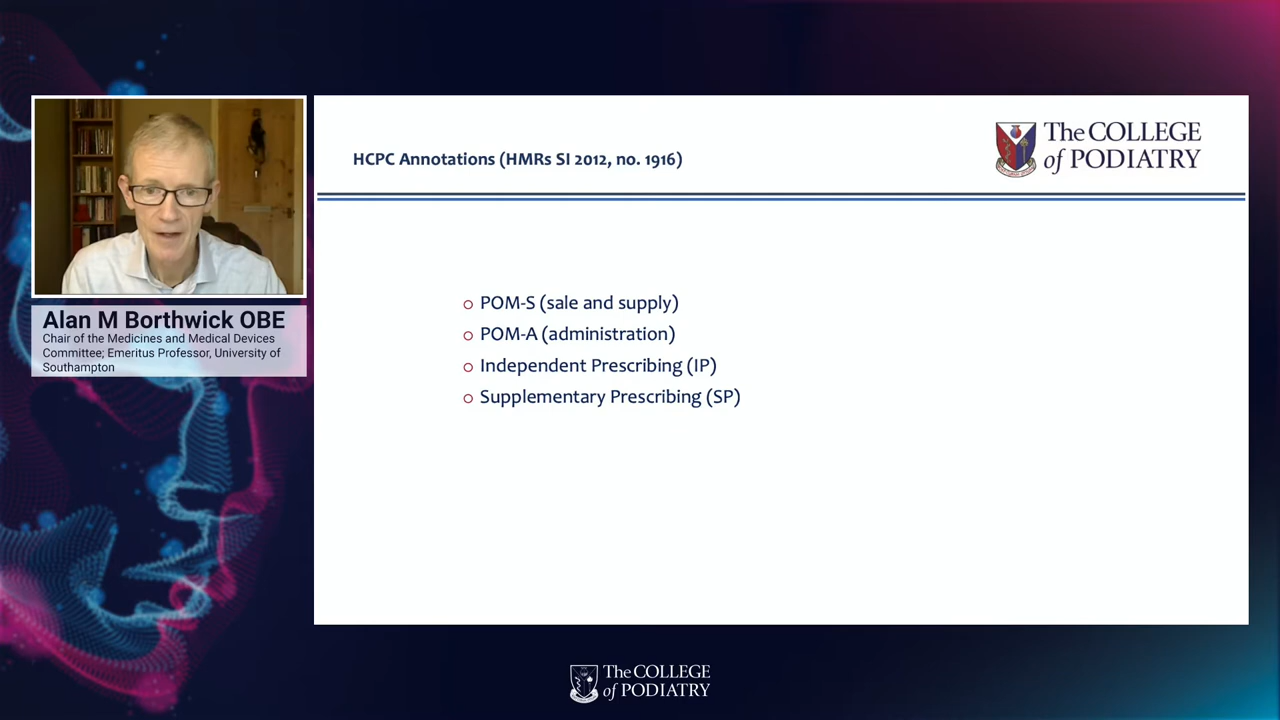 HCPC Annotations (HMRs SI 2012, no. 1916)
The COLLEGE
of PODIATRY
Alan M Borthwick OBE
Chair of the Medicines and Medical Devices
Committee; Emeritus Professor, University of
Southampton
POM-S (sale and supply)
POM-A (administration)
Independent Prescribing (IP)
Supplementary Prescribing (SP)
The COLLEGE
of PODIATRY